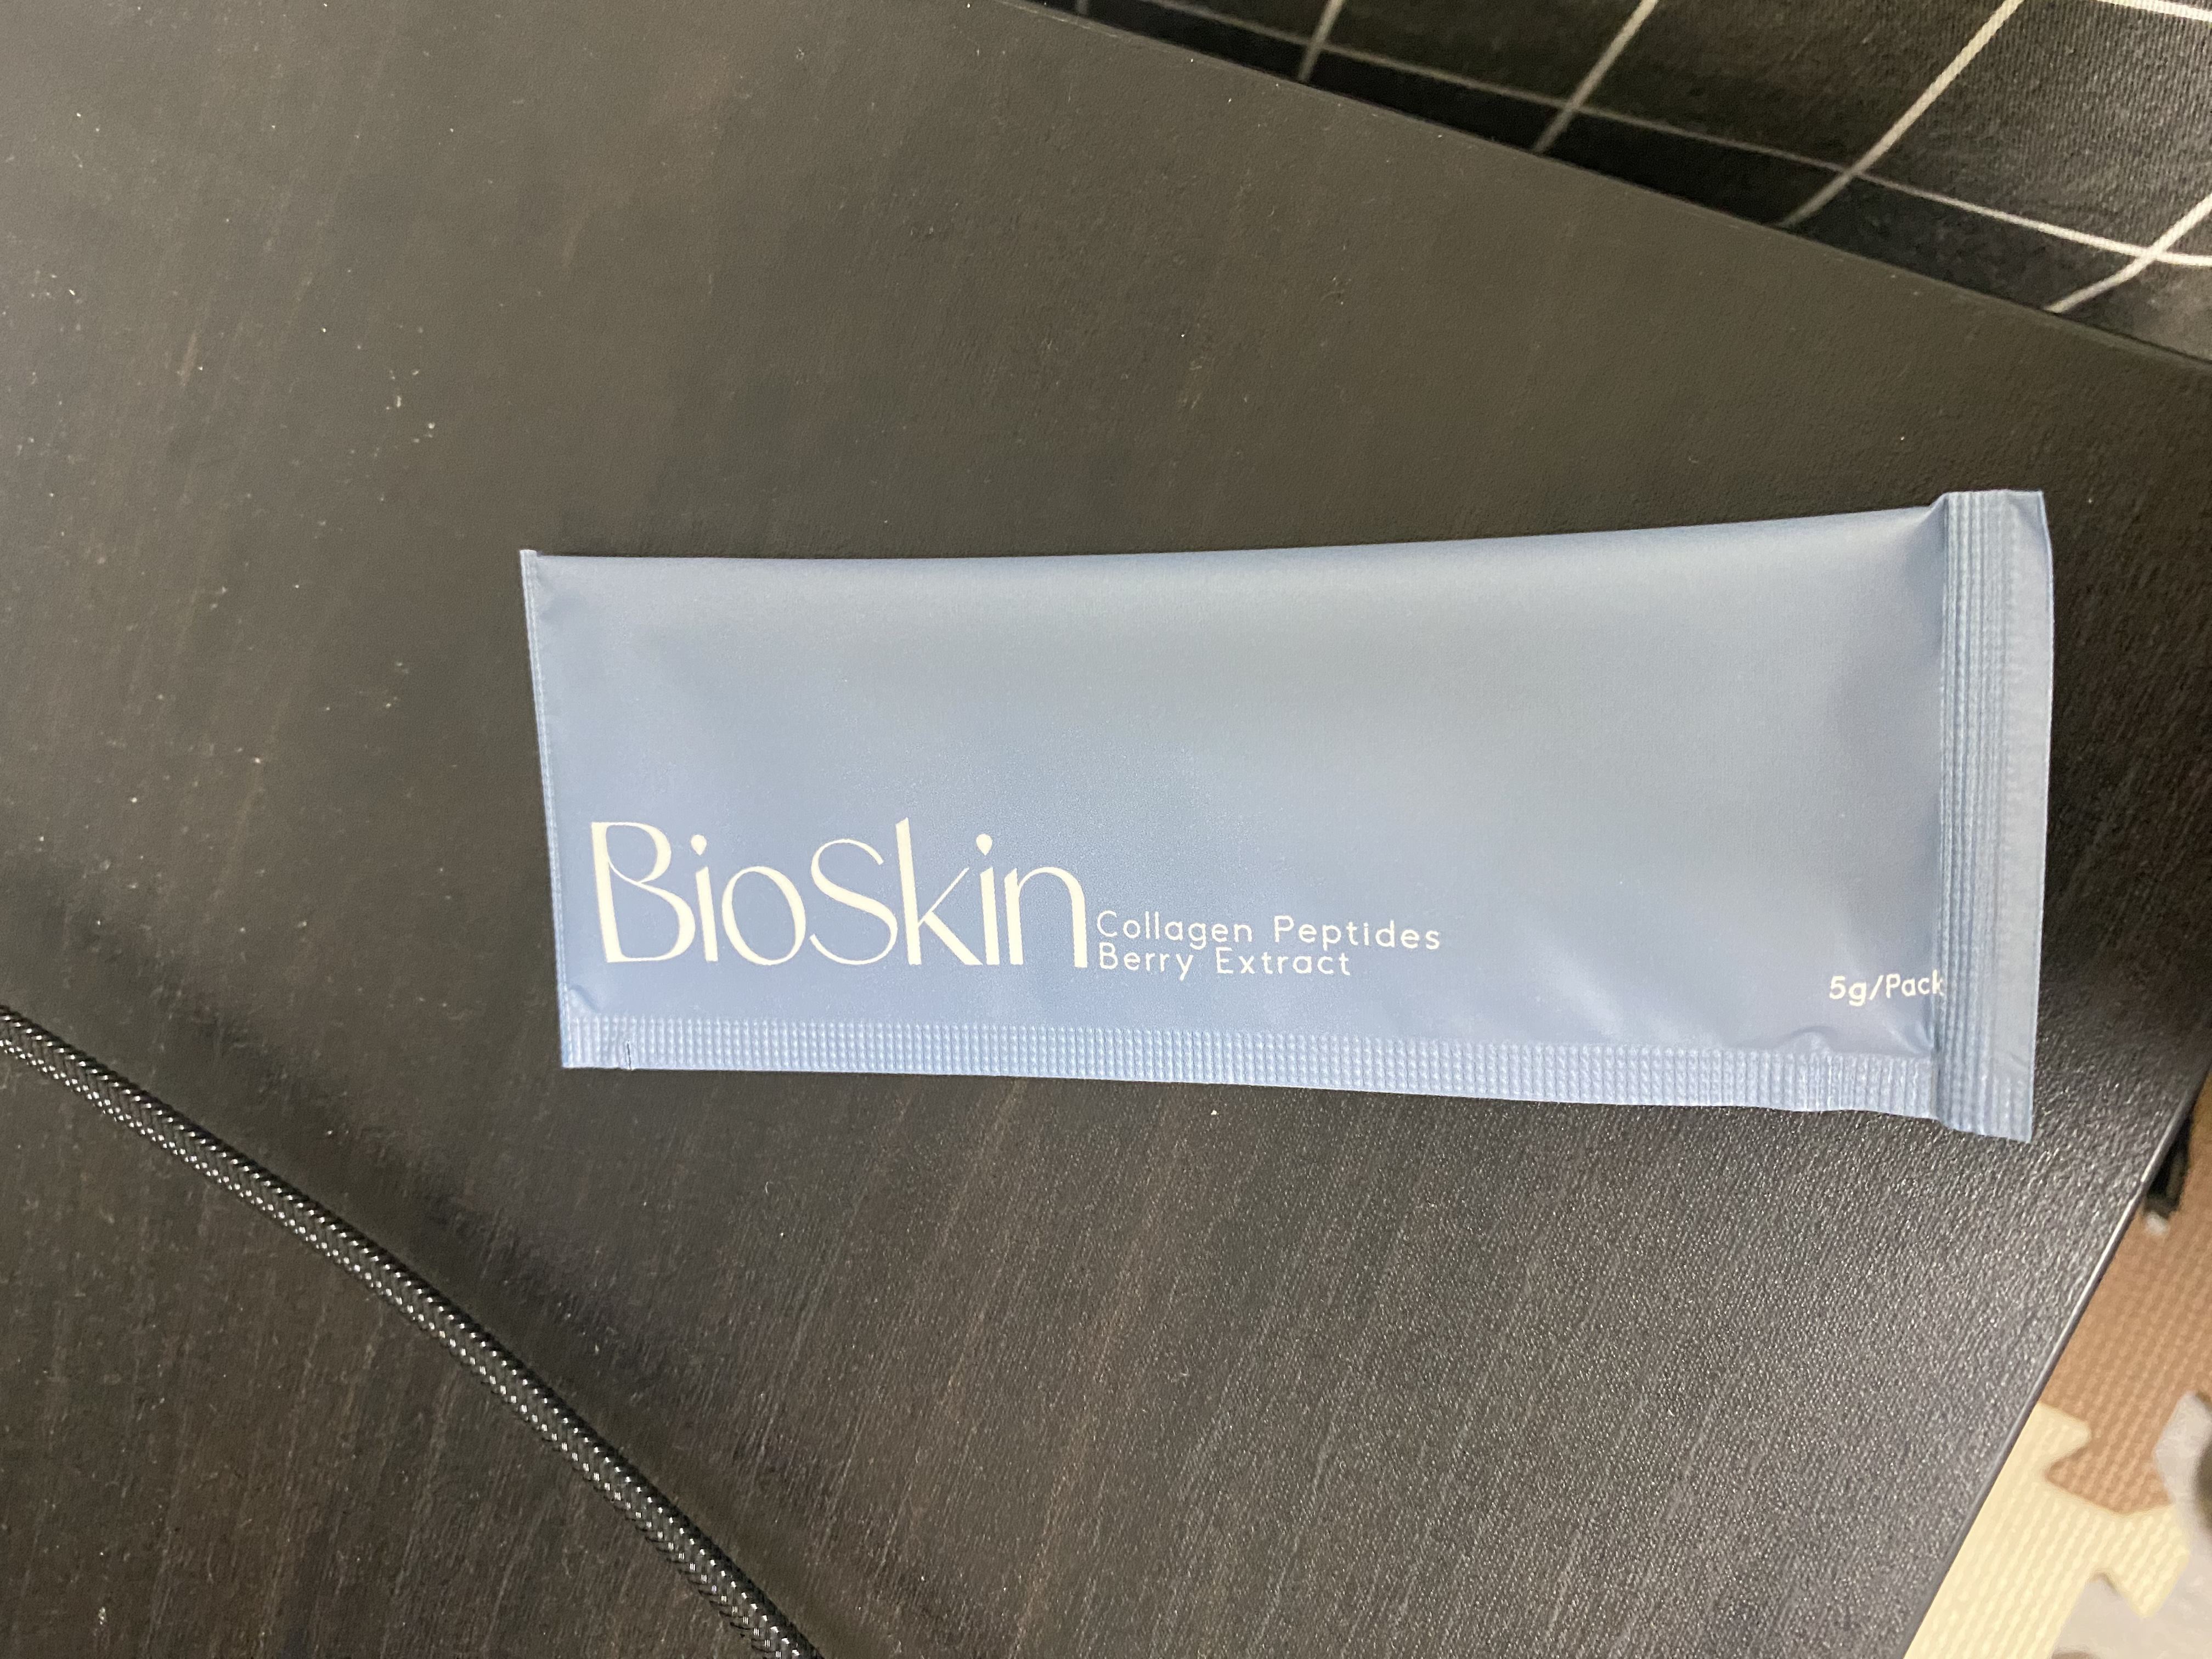 BioSkin
Collagen Peptides
Berry Extract
5g/Pack